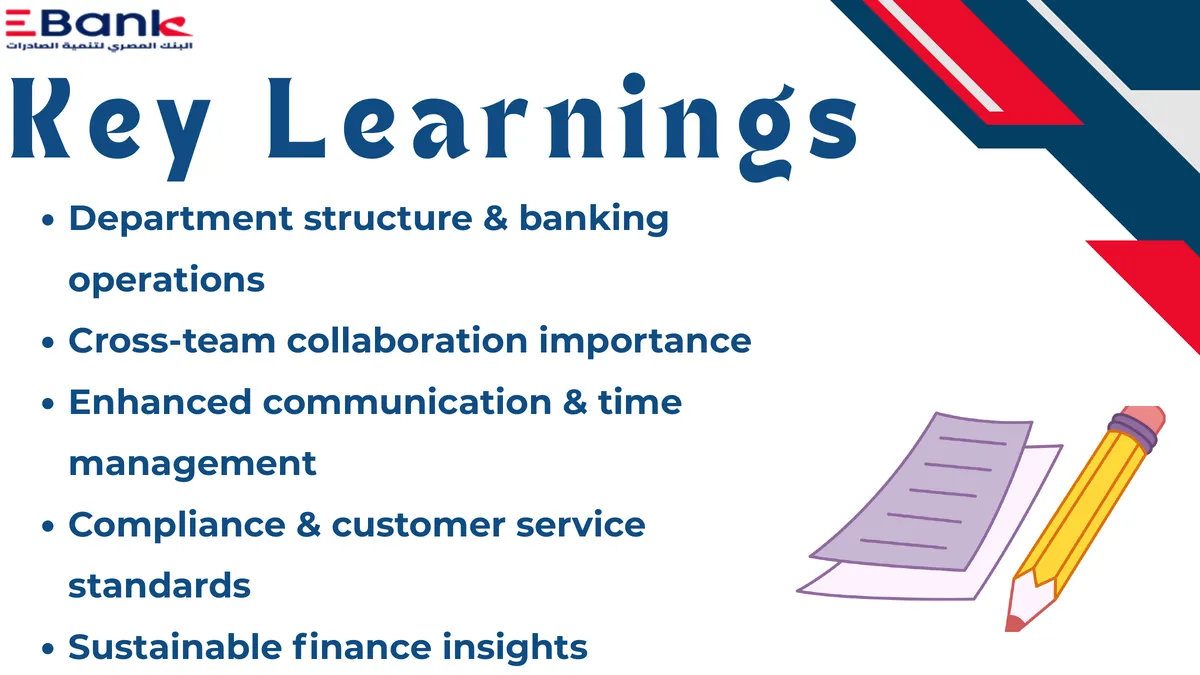 EBank
البنك المصري لتنمية الصادرات
Key Learnings
• Department structure & banking
operations
• Cross-team collaboration importance
• Enhanced communication & time
management
• Compliance & customer service
standards
• Sustainable finance insights